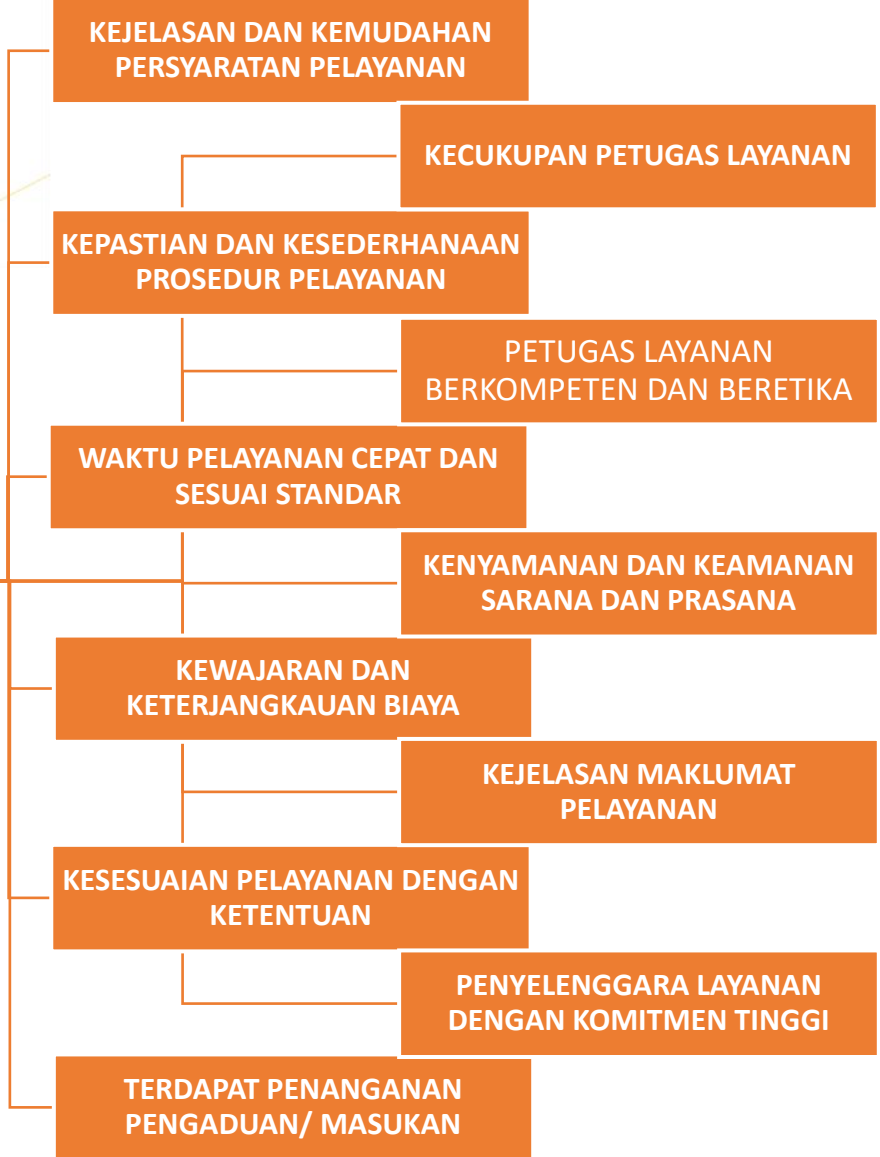 KEJELASAN DAN KEMUDAHAN
PERSYARATAN PELAYANAN
KECUKUPAN PETUGAS LAYANAN
KEPASTIAN DAN KESEDERHANAAN
PROSEDUR PELAYANAN
PETUGAS LAYANAN
BERKOMPETEN DAN BERETIKA
WAKTU PELAYANAN CEPAT DAN
SESUAI STANDAR
KENYAMANAN DAN KEAMANAN
SARANA DAN PRASANA
KEWAJARAN DAN
KETERJANGKAUAN BIAYA
KEJELASAN MAKLUMAT
PELAYANAN
KESESUAIAN PELAYANAN DENGAN
KETENTUAN
PENYELENGGARA LAYANAN
DENGAN KOMITMEN TINGGI
TERDAPAT PENANGANAN
PENGADUAN/ MASUKAN